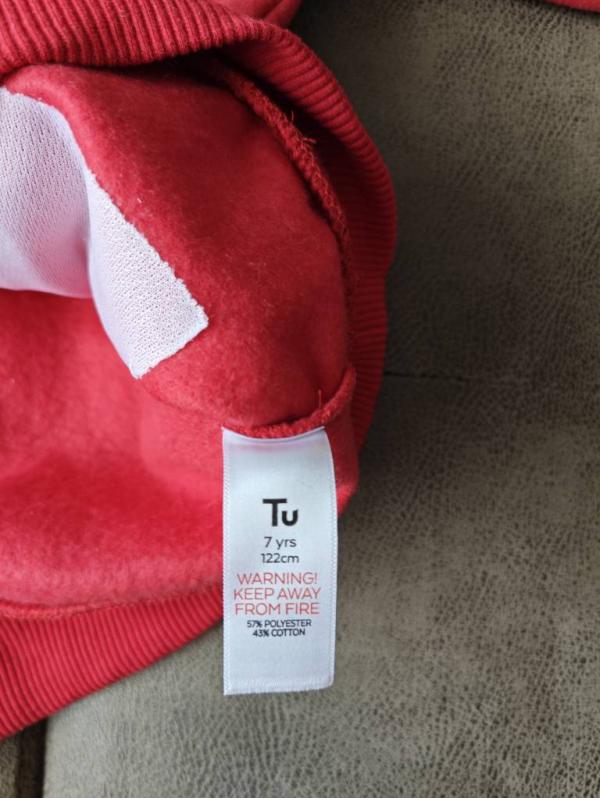 Tu
7 yrs
122cm
WARNING!
KEEP AWAY
FROM FIRE
57% POLYESTER
43% COTTON